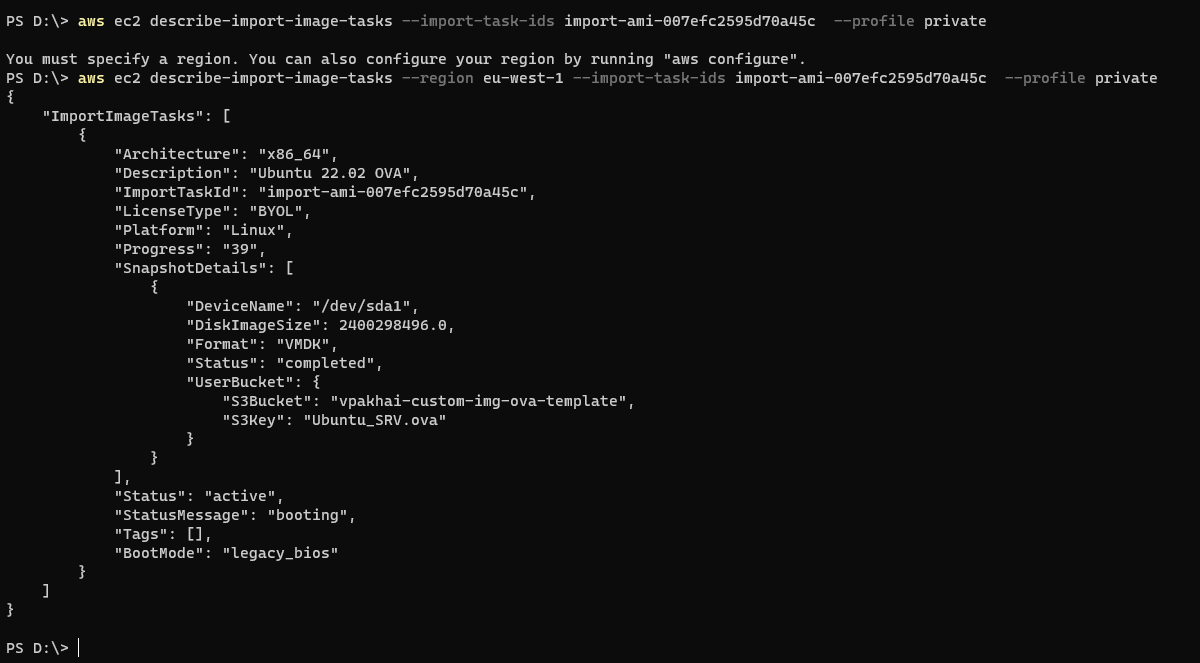 PS D:\> aws ec2 describe-import-image-tasks --import-task-ids import-ami-007efc2595d70a45c  --profile private
You must specify a region. You can also configure your region by running "aws configure".
PS D:\> aws ec2 describe-import-image-tasks --region eu-west-1 --import-task-ids import-ami-007efc2595d70a45c  --profile private
{
    "ImportImageTasks": [
        {
            "Architecture": "x86_64",
            "Description": "Ubuntu 22.02 OVA",
            "ImportTaskId": "import-ami-007efc2595d70a45c",
            "LicenseType": "BYOL",
            "Platform": "Linux",
            "Progress": "39",
            "SnapshotDetails": [
                {
                    "DeviceName": "/dev/sda1",
                    "DiskImageSize": 2400298496.0,
                    "Format": "VMDK",
                    "Status": "completed",
                    "UserBucket": {
                        "S3Bucket": "vpakhai-custom-img-ova-template",
                        "S3Key": "Ubuntu_SRV.ova"
                    }
                }
            ],
            "Status": "active",
            "StatusMessage": "booting",
            "Tags": [],
            "BootMode": "legacy_bios"
        }
    ]
}
PS D:\>